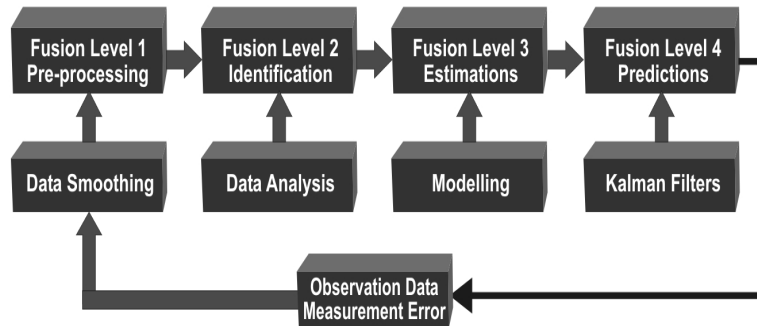 Fusion Level 1
Pre-processing
Fusion Level 2
Identification
Fusion Level 3
Estimations
Fusion Level 4
Predictions
Data Smoothing
Data Analysis
Modelling
Kalman Filters
Observation Data
Measurement Error